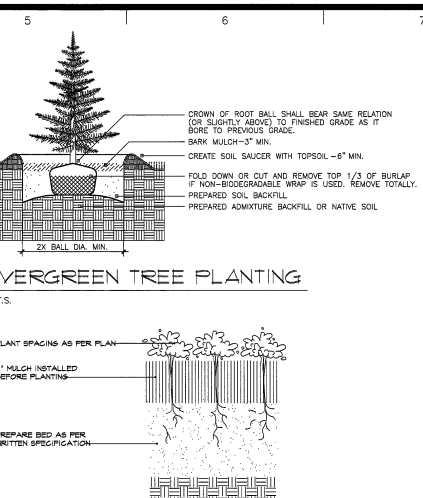 5 6 7
CROWN OF ROOT BALL SHALL BEAR SAME RELATION
(OR SLIGHTLY ABOVE) TO FINISHED GRADE AS IT
BORE TO PREVIOUS GRADE.
BARK MULCH-3" MIN.
CREATE SOIL SAUCER WITH TOPSOIL -6" MIN.
FOLD DOWN OR CUT AND REMOVE TOP 1/3 OF BURLAP
IF NON-BIODEGRADABLE WRAP IS USED. REMOVE TOTALLY.
PREPARED SOIL BACKFILL
PREPARED ADMIXTURE BACKFILL OR NATIVE SOIL
2X BALL DIA. MIN.
VERGREEN TREE PLANTING
T.S.
LANT SPACINGS AS PER PLAN
" MULCH INSTALLED
EFORE PLANTING
REPARE BED AS PER
RITTEN SPECIFICATION